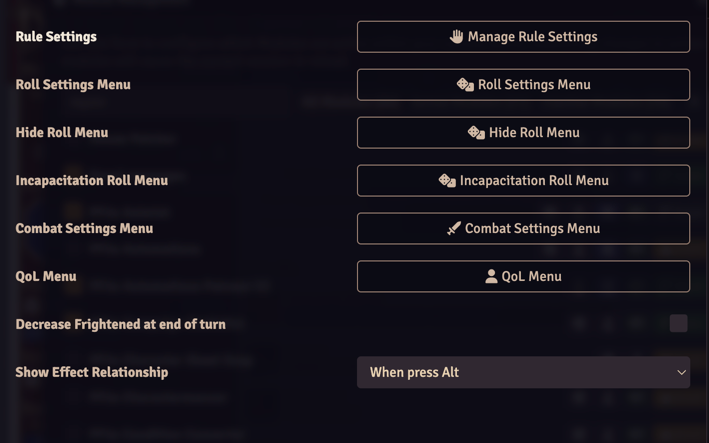 Rule Settings
Manage Rule Settings
Roll Settings Menu
Roll Settings Menu
Hide Roll Menu
Hide Roll Menu
Incapacitation Roll Menu
Incapacitation Roll Menu
Combat Settings Menu
Combat Settings Menu
QoL Menu
QoL Menu
Decrease Frightened at end of turn
Show Effect Relationship
When press Alt